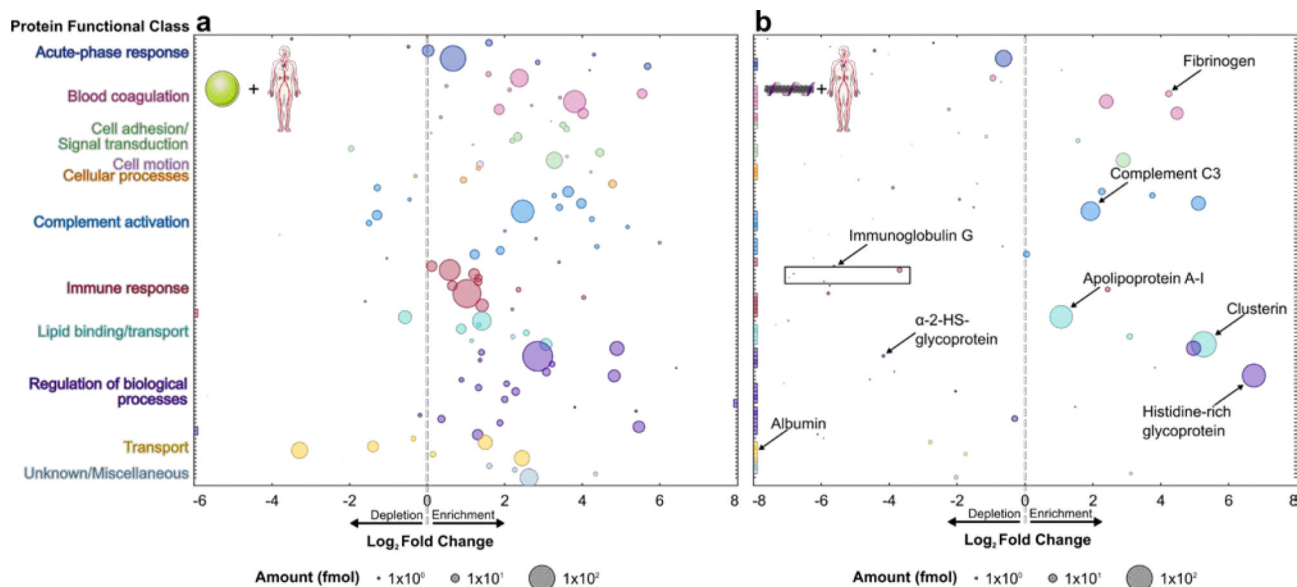 Protein Functional Class
a
b
Acute-phase response
Blood coagulation
Cell adhesion/
Signal transduction
Cell motion
Cellular processes
Complement activation
Immune response
Lipid binding/transport
Regulation of biological
processes
Transport
Unknown/Miscellaneous
+
+
Fibrinogen
Complement C3
Immunoglobulin G
Apolipoprotein A-I
α-2-HS-
glycoprotein
Clusterin
Histidine-rich
glycoprotein
Albumin
-6 -4 -2 0 2 4 6 8
-8 -6 -4 -2 0 2 4 6 8
Depletion Enrichment
Depletion Enrichment
Log₂ Fold Change
Log₂ Fold Change
Amount (fmol) 1x10⁰ 1x10¹ 1x10²
Amount (fmol) 1x10⁰ 1x10¹ 1x10²